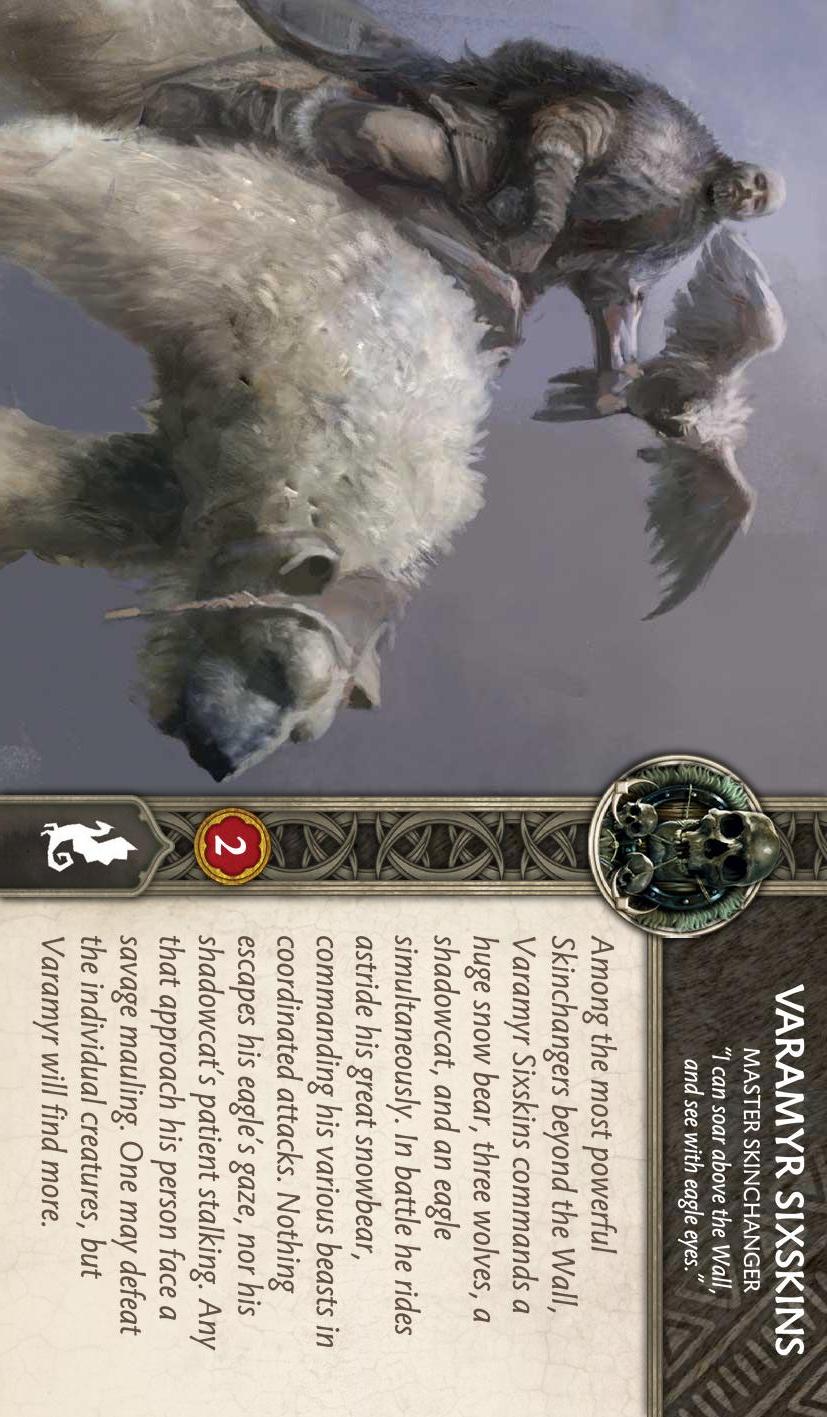 VARAMYR SIXSKINS
MASTER SKINCHANGER
“I can soar above the Wall,
and see with eagle eyes.”
2
Among the most powerful
Skinchangers beyond the Wall,
Varamyr Sixskins commands a
huge snow bear, three wolves, a
shadowcat, and an eagle
simultaneously. In battle he rides
astride his great snowbear,
commanding his various beasts in
coordinated attacks. Nothing
escapes his eagle’s gaze, nor his
shadowcat’s patient stalking. Any
that approach his person face a
savage mauling. One may defeat
the individual creatures, but
Varamyr will find more.